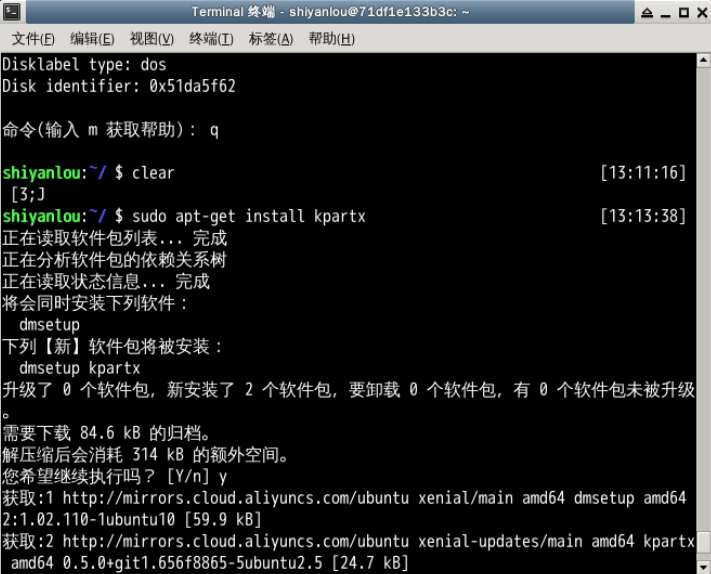 Terminal 终端 - shiyanlou@71df1e133b3c: ~
文件(F) 编辑(E) 视图(V) 终端(T) 标签(A) 帮助(H)
Disklabel type: dos
Disk identifier: 0x51da5f62
命令(输入 m 获取帮助)： q
shiyanlou:~/ $ clear [13:11:16]
[3;J
shiyanlou:~/ $ sudo apt-get install kpartx [13:13:38]
正在读取软件包列表... 完成
正在分析软件包的依赖关系树
正在读取状态信息... 完成
将会同时安装下列软件：
dmsetup
下列【新】软件包将被安装：
dmsetup kpartx
升级了 0 个软件包, 新安装了 2 个软件包, 要卸载 0 个软件包, 有 0 个软件包未被升级
。
需要下载 84.6 kB 的归档。
解压缩后会消耗 314 kB 的额外空间。
您希望继续执行吗？ [Y/n] y
获取:1 http://mirrors.cloud.aliyuncs.com/ubuntu xenial/main amd64 dmsetup amd64
2:1.02.110-1ubuntu10 [59.9 kB]
获取:2 http://mirrors.cloud.aliyuncs.com/ubuntu xenial-updates/main amd64 kpartx
amd64 0.5.0+git1.656f8865-5ubuntu2.5 [24.7 kB]